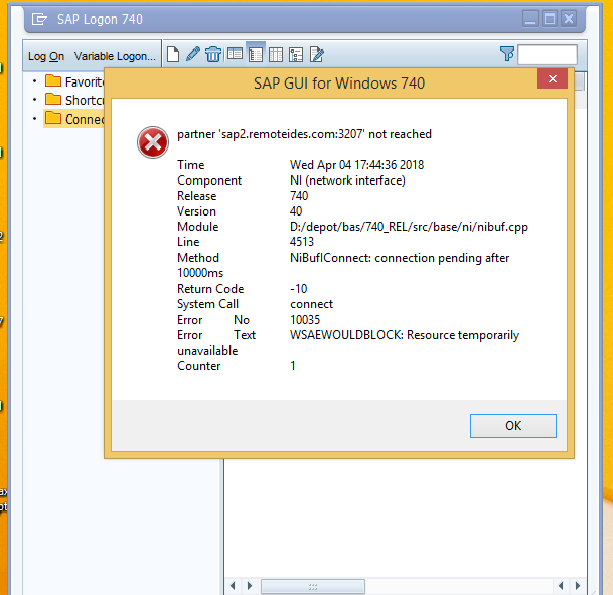 SAP Logon 740
Log On Variable Logon...
SAP GUI for Windows 740
Favorit
Shortcu
Connec
partner 'sap2.remoteides.com:3207' not reached
Time Wed Apr 04 17:44:36 2018
Component NI (network interface)
Release 740
Version 40
Module D:/depot/bas/740_REL/src/base/ni/nibuf.cpp
Line 4513
Method NiBufIConnect: connection pending after
10000ms
Return Code -10
System Call connect
Error No 10035
Error Text WSAEWOULDBLOCK: Resource temporarily
unavailable
Counter 1
OK